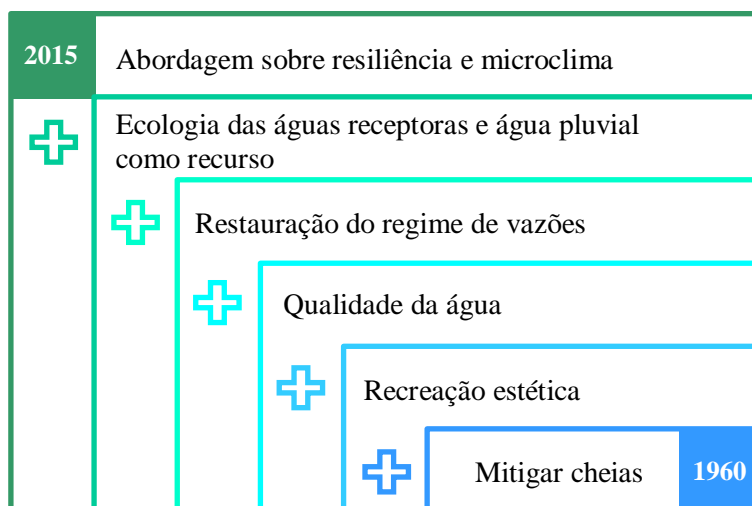 2015
Abordagem sobre resiliência e microclima
Ecologia das águas receptoras e água pluvial
como recurso
Restauração do regime de vazões
Qualidade da água
Recreação estética
Mitigar cheias
1960